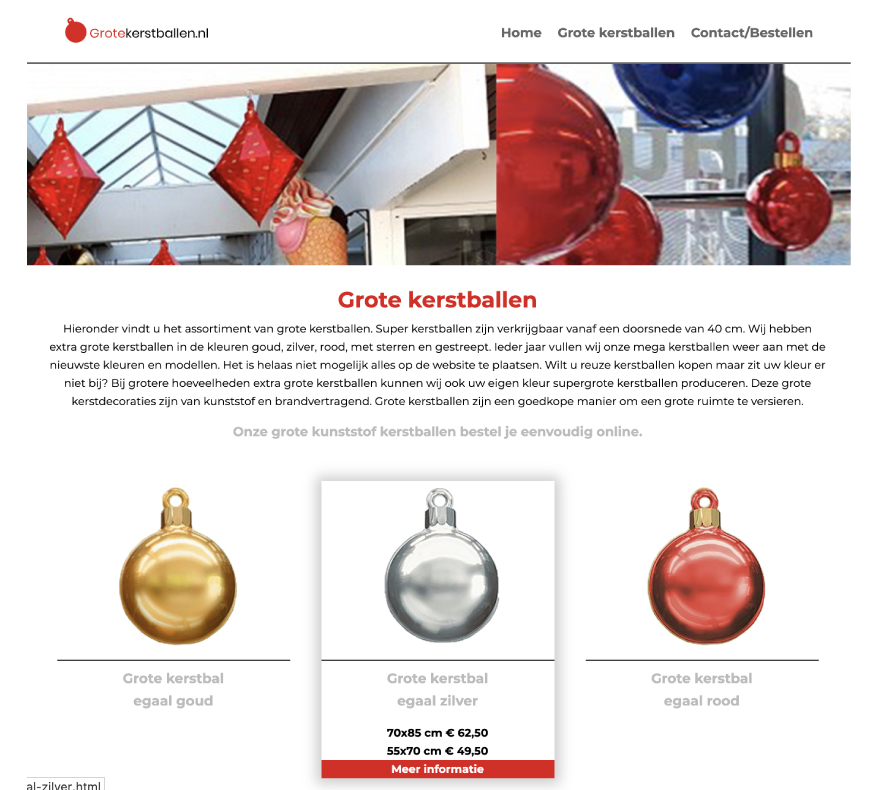 Grotekerstballen.nl
Home Grote kerstballen Contact/Bestellen
Grote kerstballen
Hieronder vindt u het assortiment van grote kerstballen. Super kerstballen zijn verkrijgbaar vanaf een doorsnede van 40 cm. Wij hebben
extra grote kerstballen in de kleuren goud, zilver, rood, met sterren en gestreept. Ieder jaar vullen wij onze mega kerstballen weer aan met de
nieuwste kleuren en modellen. Het is helaas niet mogelijk alles op de website te plaatsen. Wilt u reuze kerstballen kopen maar zit uw kleur er
niet bij? Bij grotere hoeveelheden extra grote kerstballen kunnen wij ook uw eigen kleur supergrote kerstballen produceren. Deze grote
kerstdecoraties zijn van kunststof en brandvertragend. Grote kerstballen zijn een goedkope manier om een grote ruimte te versieren.
Onze grote kunststof kerstballen bestel je eenvoudig online.
Grote kerstbal
egaal goud
Grote kerstbal
egaal zilver
70x85 cm € 62,50
55x70 cm € 49,50
Meer informatie
Grote kerstbal
egaal rood
al-zilver.html